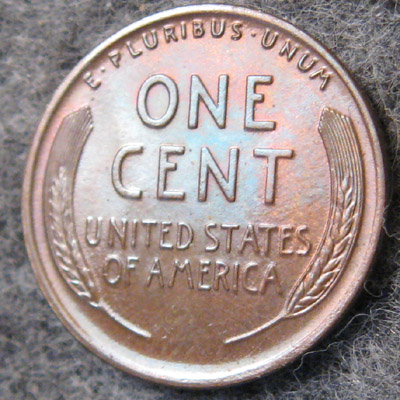 E·PLURIBUS·UNUM
ONE
CENT
UNITED STATES
OF AMERICA